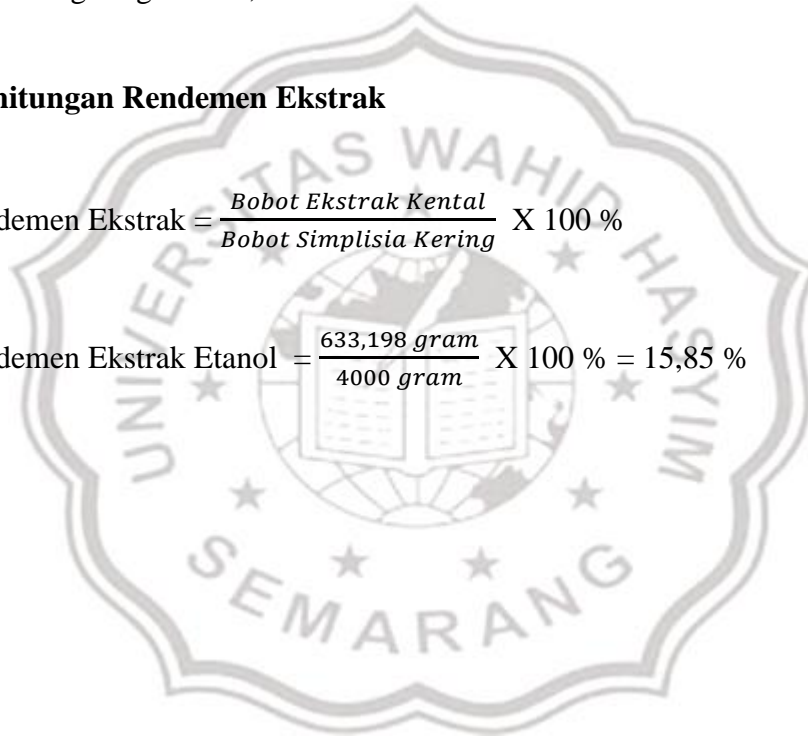 hitungan Rendemen Ekstrak
demen Ekstrak = Bobot Ekstrak Kental / Bobot Simplisia Kering X 100 %
demen Ekstrak Etanol = 633,198 gram / 4000 gram X 100 % = 15,85 %
UNIVERSITAS WAHID HASYIM
SEMARANG